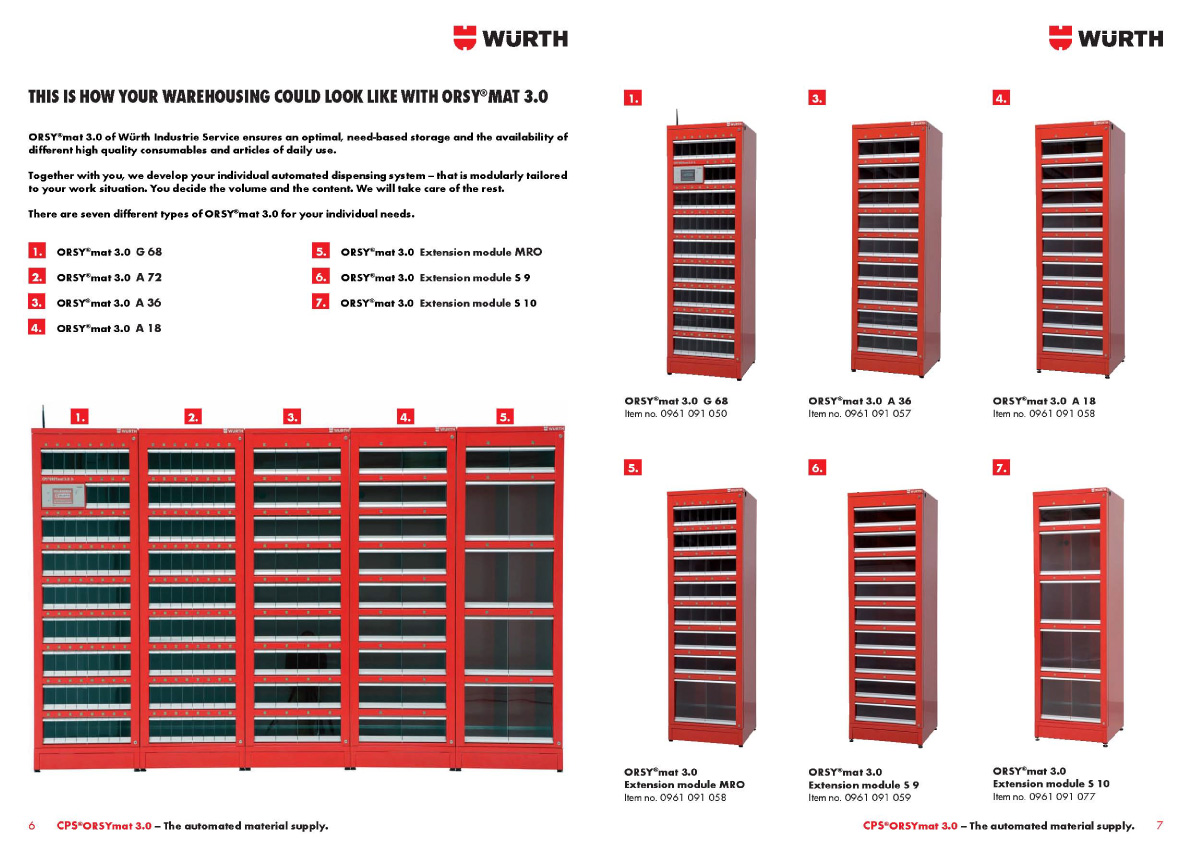 WÜRTH
THIS IS HOW YOUR WAREHOUSING COULD LOOK LIKE WITH ORSY®MAT 3.0
ORSY®mat 3.0 of Würth Industrie Service ensures an optimal, need-based storage and the availability of
different high quality consumables and articles of daily use.
Together with you, we develop your individual automated dispensing system – that is modularly tailored
to your work situation. You decide the volume and the content. We will take care of the rest.
There are seven different types of ORSY®mat 3.0 for your individual needs.
1. ORSY®mat 3.0 G 68
2. ORSY®mat 3.0 A 72
3. ORSY®mat 3.0 A 36
4. ORSY®mat 3.0 A 18
5. ORSY®mat 3.0 Extension module MRO
6. ORSY®mat 3.0 Extension module S 9
7. ORSY®mat 3.0 Extension module S 10
1. 2. 3. 4. 5.
WÜRTH WÜRTH WÜRTH WÜRTH WÜRTH
6 CPS®ORSYmat 3.0 – The automated material supply.
WÜRTH
1. 3. 4.
WÜRTH WÜRTH WÜRTH
ORSY®mat 3.0 G 68
Item no. 0961 091 050
ORSY®mat 3.0 A 36
Item no. 0961 091 057
ORSY®mat 3.0 A 18
Item no. 0961 091 058
5. 6. 7.
WÜRTH WÜRTH WÜRTH
ORSY®mat 3.0
Extension module MRO
Item no. 0961 091 058
ORSY®mat 3.0
Extension module S 9
Item no. 0961 091 059
ORSY®mat 3.0
Extension module S 10
Item no. 0961 091 077
CPS®ORSYmat 3.0 – The automated material supply. 7